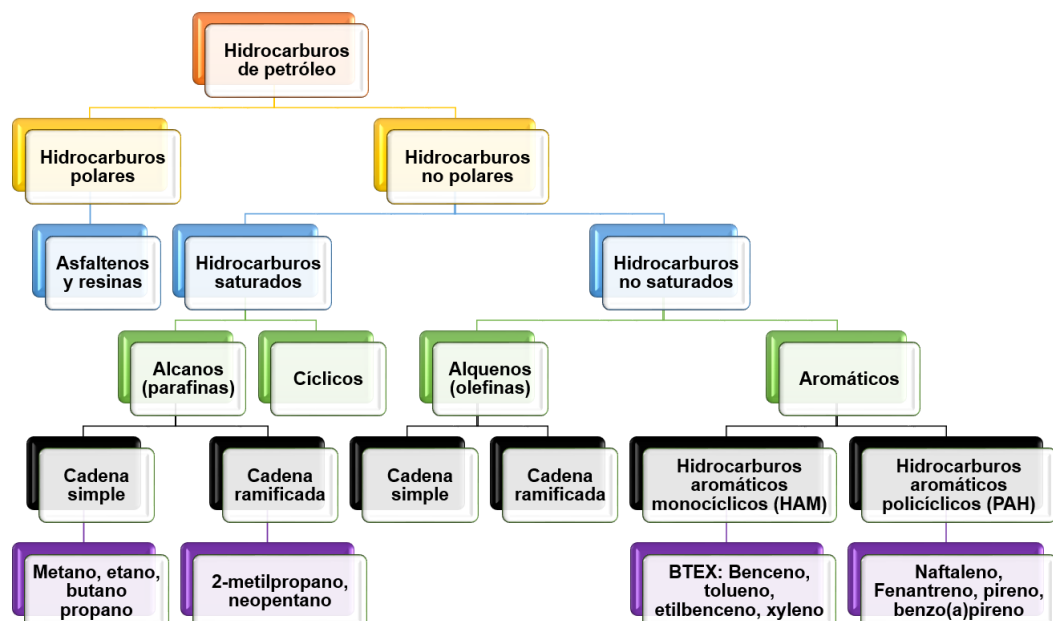 Hidrocarburos
de petróleo
Hidrocarburos
polares
Hidrocarburos
no polares
Asfaltenos
y resinas
Hidrocarburos
saturados
Hidrocarburos
no saturados
Alcanos
(parafinas)
Cíclicos
Alquenos
(olefinas)
Aromáticos
Cadena
simple
Cadena
ramificada
Cadena
simple
Cadena
ramificada
Hidrocarburos
aromáticos
monocíclicos (HAM)
Hidrocarburos
aromáticos
policíclicos (PAH)
Metano, etano,
butano
propano
2-metilpropano,
neopentano
BTEX: Benceno,
tolueno,
etilbenceno, xyleno
Naftaleno,
Fenantreno, pireno,
benzo(a)pireno